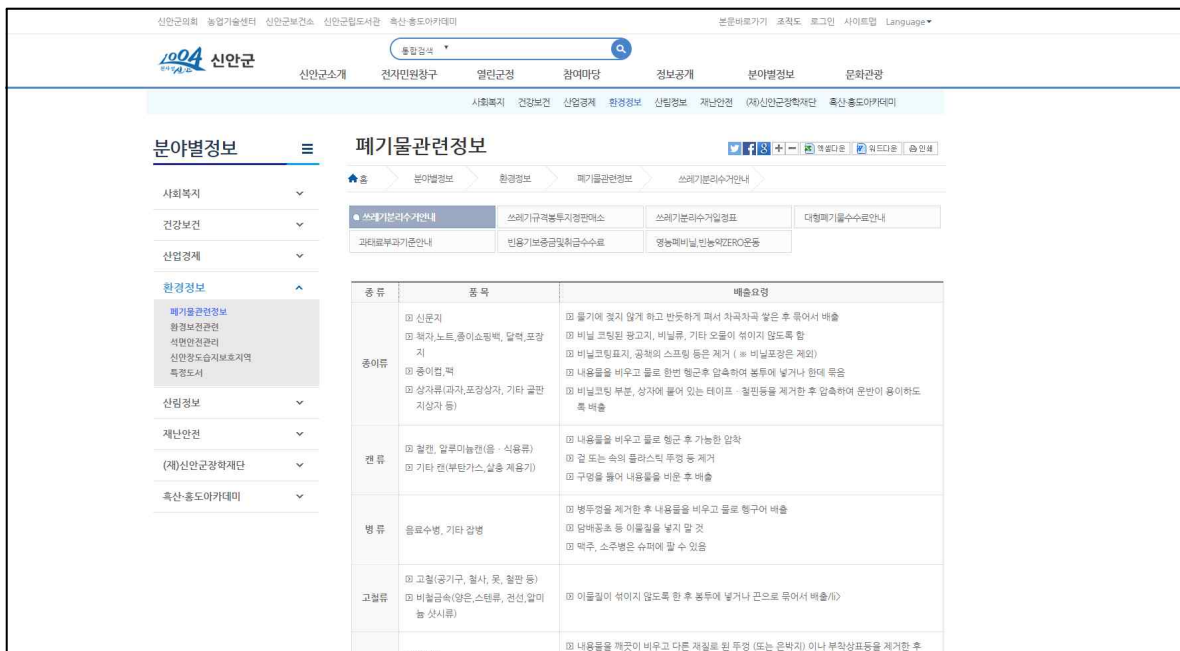 신안군의회 농업기술센터 신안군보건소 신안군립도서관 흑산·홍도아카데미
본문바로가기 조직도 로그인 사이트맵 Language
1004 신안군
통합검색
신안군소개 전자민원창구 열린군정 참여마당 정보공개 분야별정보 문화관광
사회복지 건강보건 산업경제 환경정보 산림정보 재난안전 (재)신안군장학재단 흑산·홍도아카데미
분야별정보
사회복지
건강보건
산업경제
환경정보
폐기물관련정보
환경보전관련
석면안전관리
신안장도습지보호지역
특정도서
산림정보
재난안전
(재)신안군장학재단
흑산·홍도아카데미
폐기물관련정보
엑셀다운 워드다운 인쇄
홈 분야별정보 환경정보 폐기물관련정보 쓰레기분리수거안내
쓰레기분리수거안내 쓰레기규격봉투지정판매소 쓰레기분리수거일정표 대형폐기물수수료안내
과태료부과기준안내 빈용기보증금및취급수수료 영농폐비닐,빈농약ZERO운동
종 류 품 목 배출요령
종이류
신문지
책자,노트,종이쇼핑백, 달력,포장
지
종이컵,팩
상자류(과자,포장상자, 기타 골판
지상자 등)
물기에 젖지 않게 하고 반듯하게 펴서 차곡차곡 쌓은 후 묶어서 배출
비닐 코팅된 광고지, 비닐류, 기타 오물이 섞이지 않도록 함
비닐코팅표지, 공책의 스프링 등은 제거 ( ※ 비닐포장은 제외)
내용물을 비우고 물로 한번 헹군후 압축하여 봉투에 넣거나 한데 묶음
비닐코팅 부분, 상자에 붙어 있는 테이프 · 철핀등을 제거한 후 압축하여 운반이 용이하도
록 배출
캔 류
철캔, 알루미늄캔(음 · 식용류)
기타 캔(부탄가스,살충 제용기)
내용물을 비우고 물로 헹군 후 가능한 압착
겉 또는 속의 플라스틱 뚜껑 등 제거
구멍을 뚫어 내용물을 비운 후 배출
병 류
음료수병, 기타 잡병
병뚜껑을 제거한 후 내용물을 비우고 물로 헹구어 배출
담배꽁초 등 이물질을 넣지 말 것
맥주, 소주병은 슈퍼에 팔 수 있음
고철류
고철(공기구, 철사, 못, 철판 등)
비철금속(양은,스텐류, 전선,알미
늄 샷시류)
이물질이 섞이지 않도록 한 후 봉투에 넣거나 끈으로 묶어서 배출/li>
내용물을 깨끗이 비우고 다른 재질로 된 뚜껑 (또는 은박지) 이나 부착상표등을 제거한 후